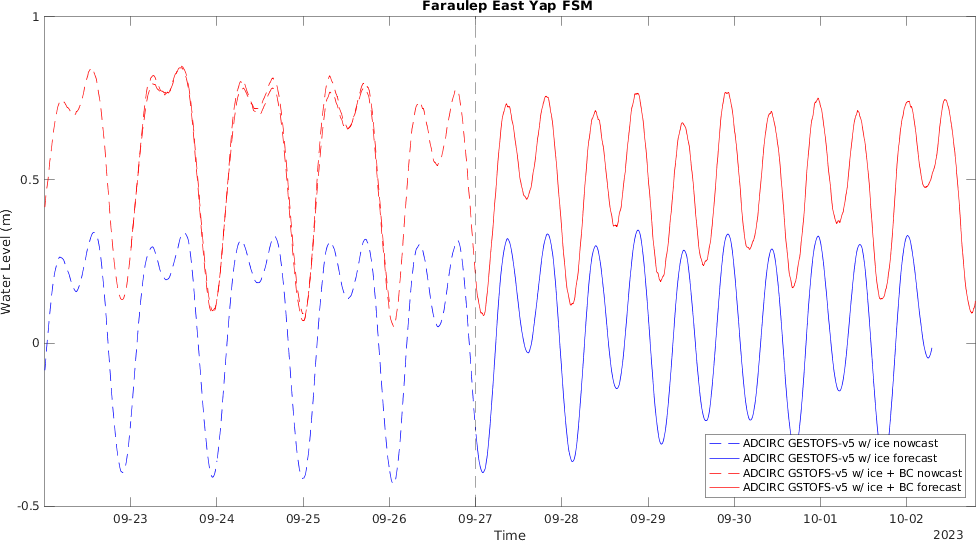 Faraulep East Yap FSM
1
0.5
0
-0.5
Water Level (m)
ADCIRC GESTOFS-v5 w/ ice nowcast
ADCIRC GESTOFS-v5 w/ ice forecast
ADCIRC GSTOFS-v5 w/ ice + BC nowcast
ADCIRC GSTOFS-v5 w/ ice + BC forecast
09-23 09-24 09-25 09-26 09-27 09-28 09-29 09-30 10-01 10-02
Time
2023